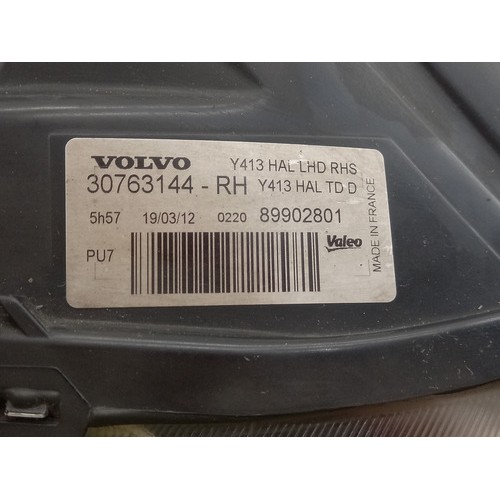 VOLVO Y413 HAL LHD RHS
30763144 - RH Y413 HAL TD D
5h57 19/03/12 0220 89902801
PU7 Valeo
MADE IN FRANCE